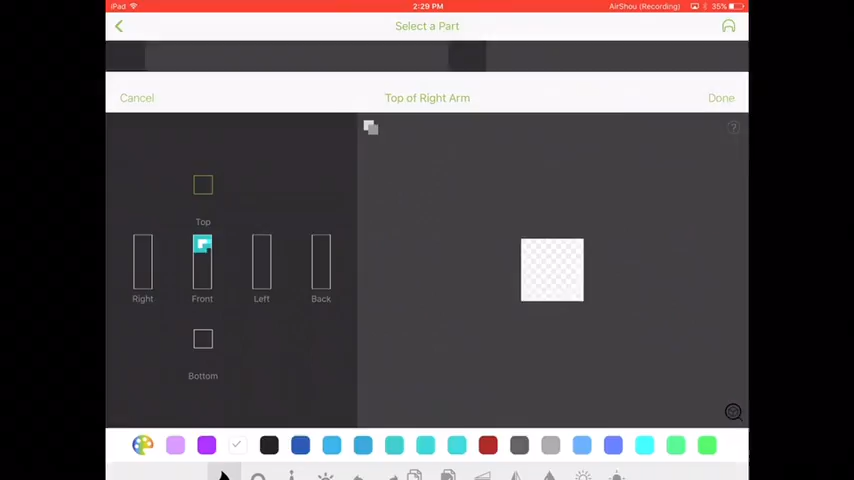 iPad
2:29 PM
AirShou (Recording)
35%
Select a Part
Cancel
Top of Right Arm
Done
?
Top
Right
Front
Left
Back
Bottom